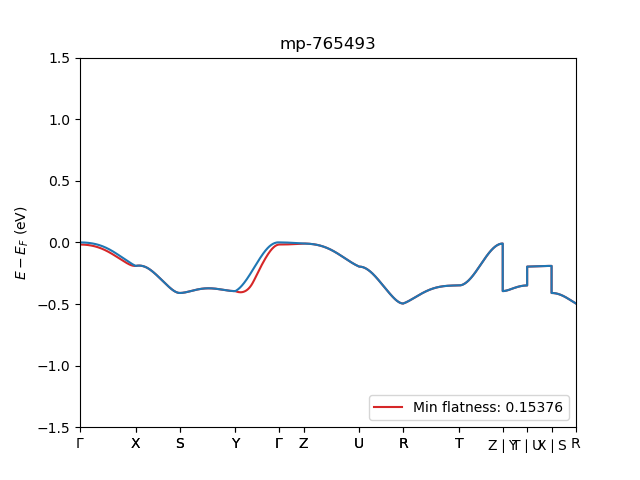 mp-765493
1.5
1.0
0.5
0.0
−0.5
−1.0
−1.5
E − E_F (eV)
Min flatness: 0.15376
Γ X S Y Γ Z U R T Z | Y T | U X | S R